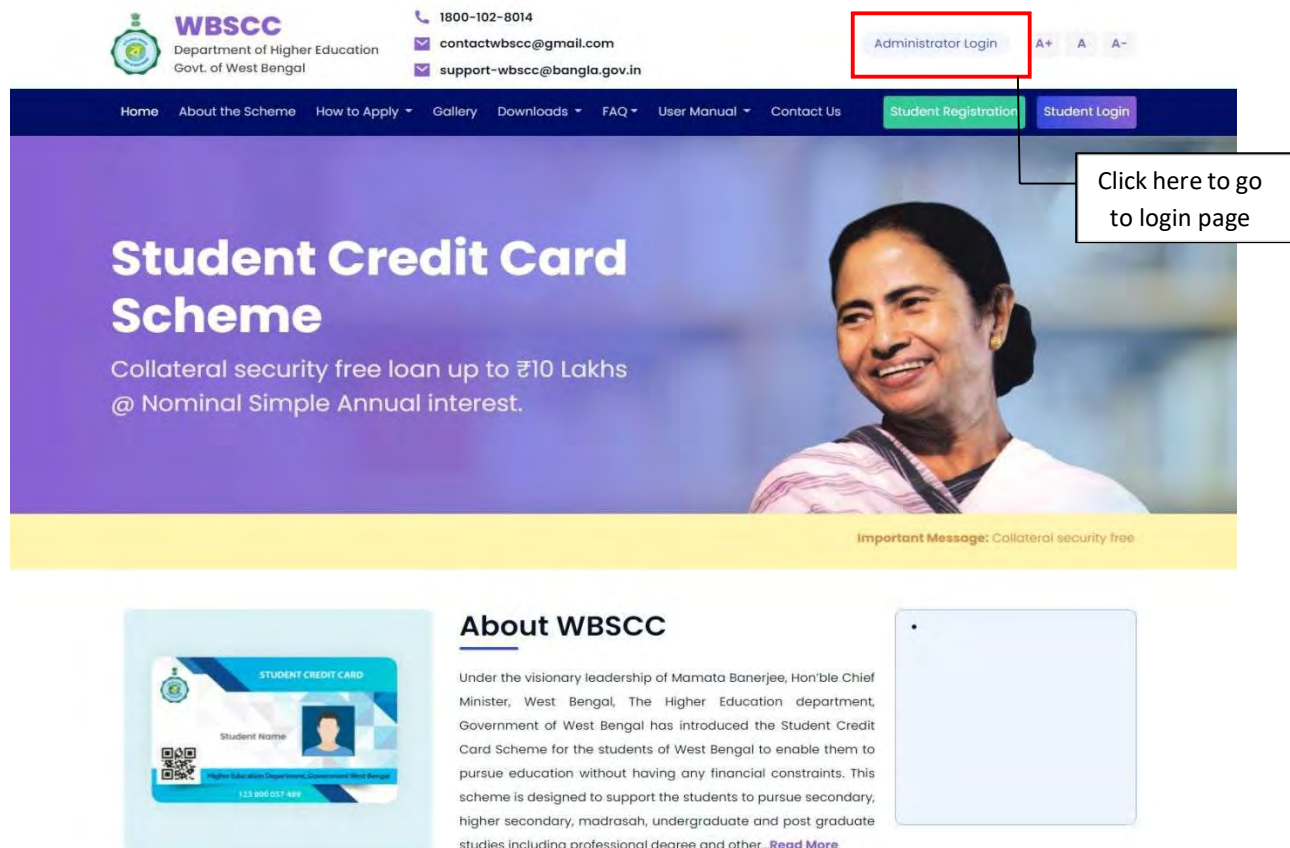 WBSCC
Department of Higher Education
Govt. of West Bengal
1800-102-8014
contactwbscc@gmail.com
support-wbscc@bangla.gov.in
Administrator Login
A+ A A-
Home About the Scheme How to Apply Gallery Downloads FAQ User Manual Contact Us Student Registration Student Login
Click here to go
to login page
Student Credit Card
Scheme
Collateral security free loan up to ₹10 Lakhs
@ Nominal Simple Annual interest.
Important Message: Collateral security free
STUDENT CREDIT CARD
Student Name
Higher Education Department, Government West Bengal
123 800 037 489
About WBSCC
Under the visionary leadership of Mamata Banerjee, Hon'ble Chief
Minister, West Bengal, The Higher Education department,
Government of West Bengal has introduced the Student Credit
Card Scheme for the students of West Bengal to enable them to
pursue education without having any financial constraints. This
scheme is designed to support the students to pursue secondary,
higher secondary, madrasah, undergraduate and post graduate
studies including professional degree and other...Read More